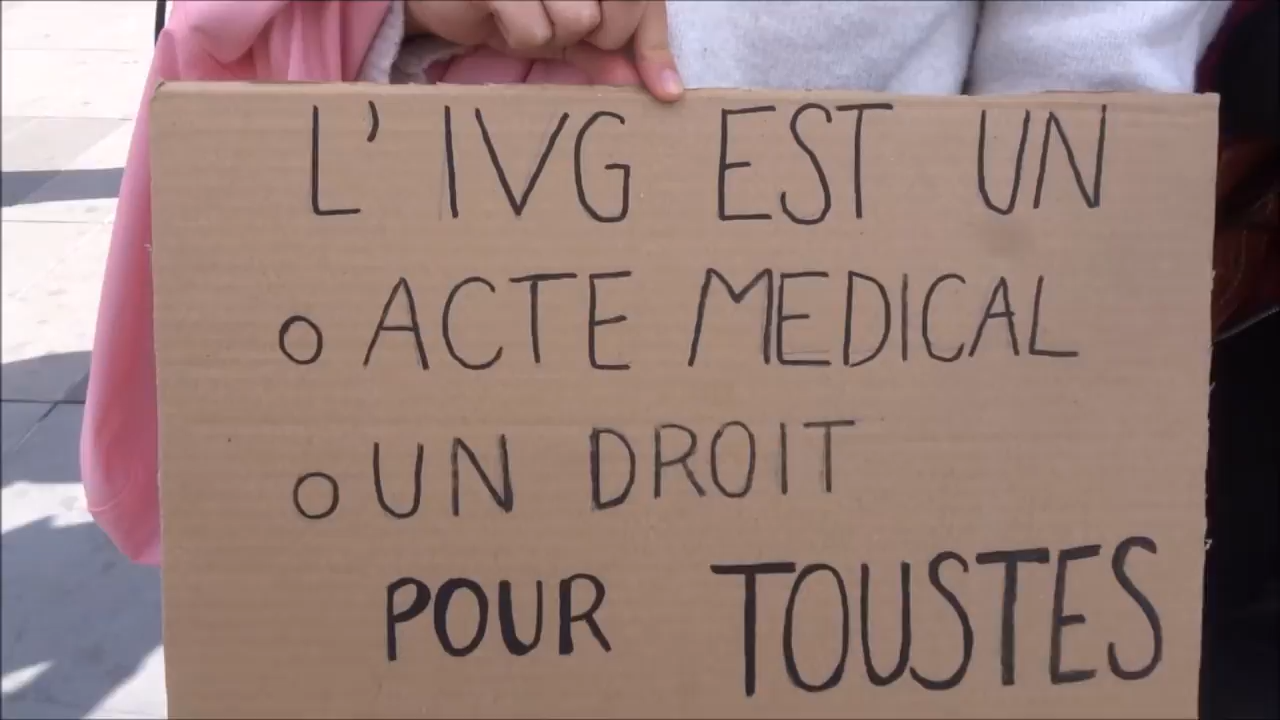 L'IVG EST UN
o ACTE MEDICAL
o UN DROIT
POUR TOUSTES